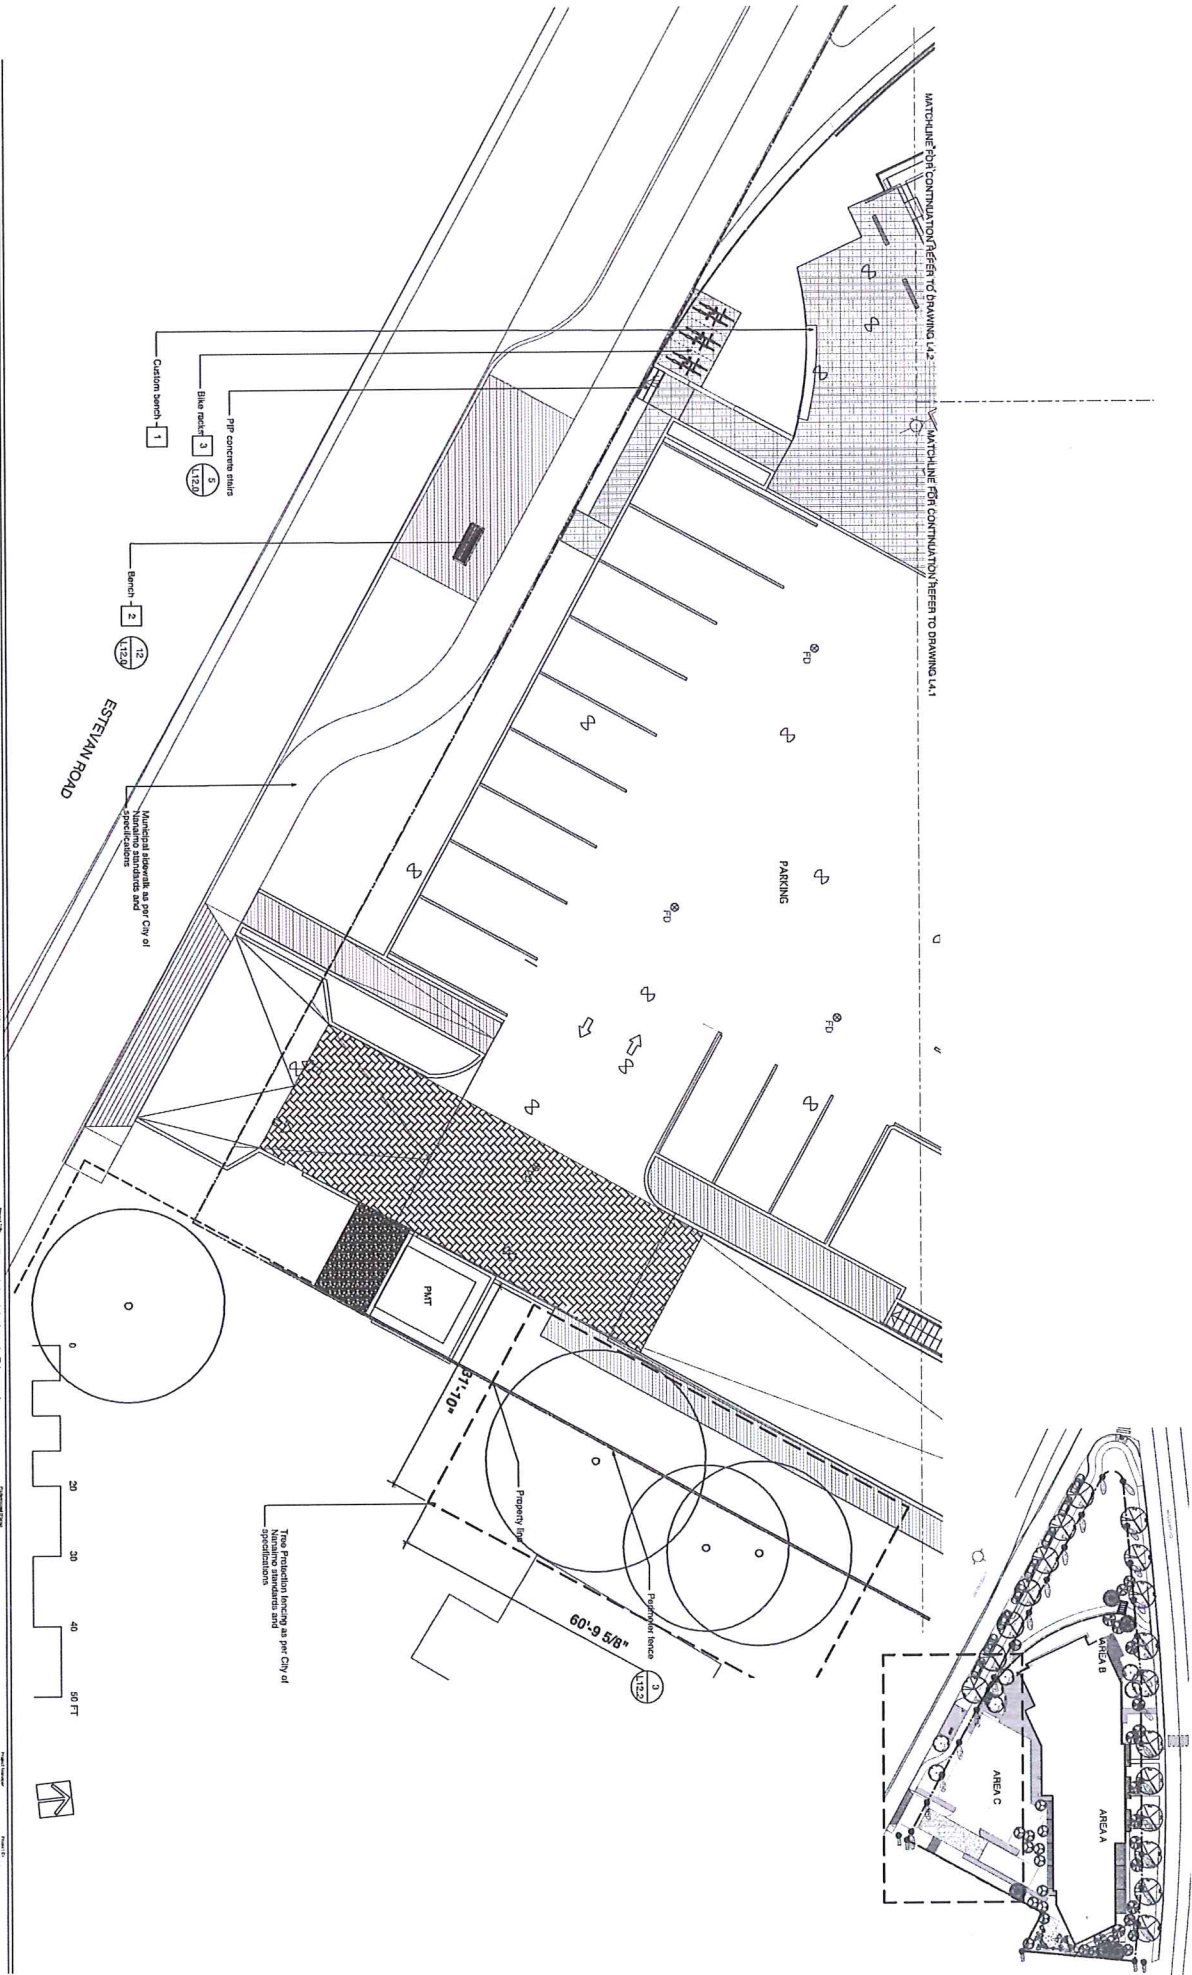 MATCHLINE FOR CONTINUATION REFER TO DRAWING L4.2
MATCHLINE FOR CONTINUATION REFER TO DRAWING L4.1
Custom bench
1
Bike racks
3
5
L12.0
PIP concrete stairs
Bench
2
12
L12.0
ESTEVAN ROAD
Municipal sidewalk as per City of
Nanaimo standards and
specifications
FD
FD
FD
PARKING
PMT
31'-10"
60'-9 5/8"
Property line
Perimeter fence
3
L12.2
Tree Protection fencing as per City of
Nanaimo standards and
specifications
0
20
30
40
50 FT
AREA B
AREA A
AREA C